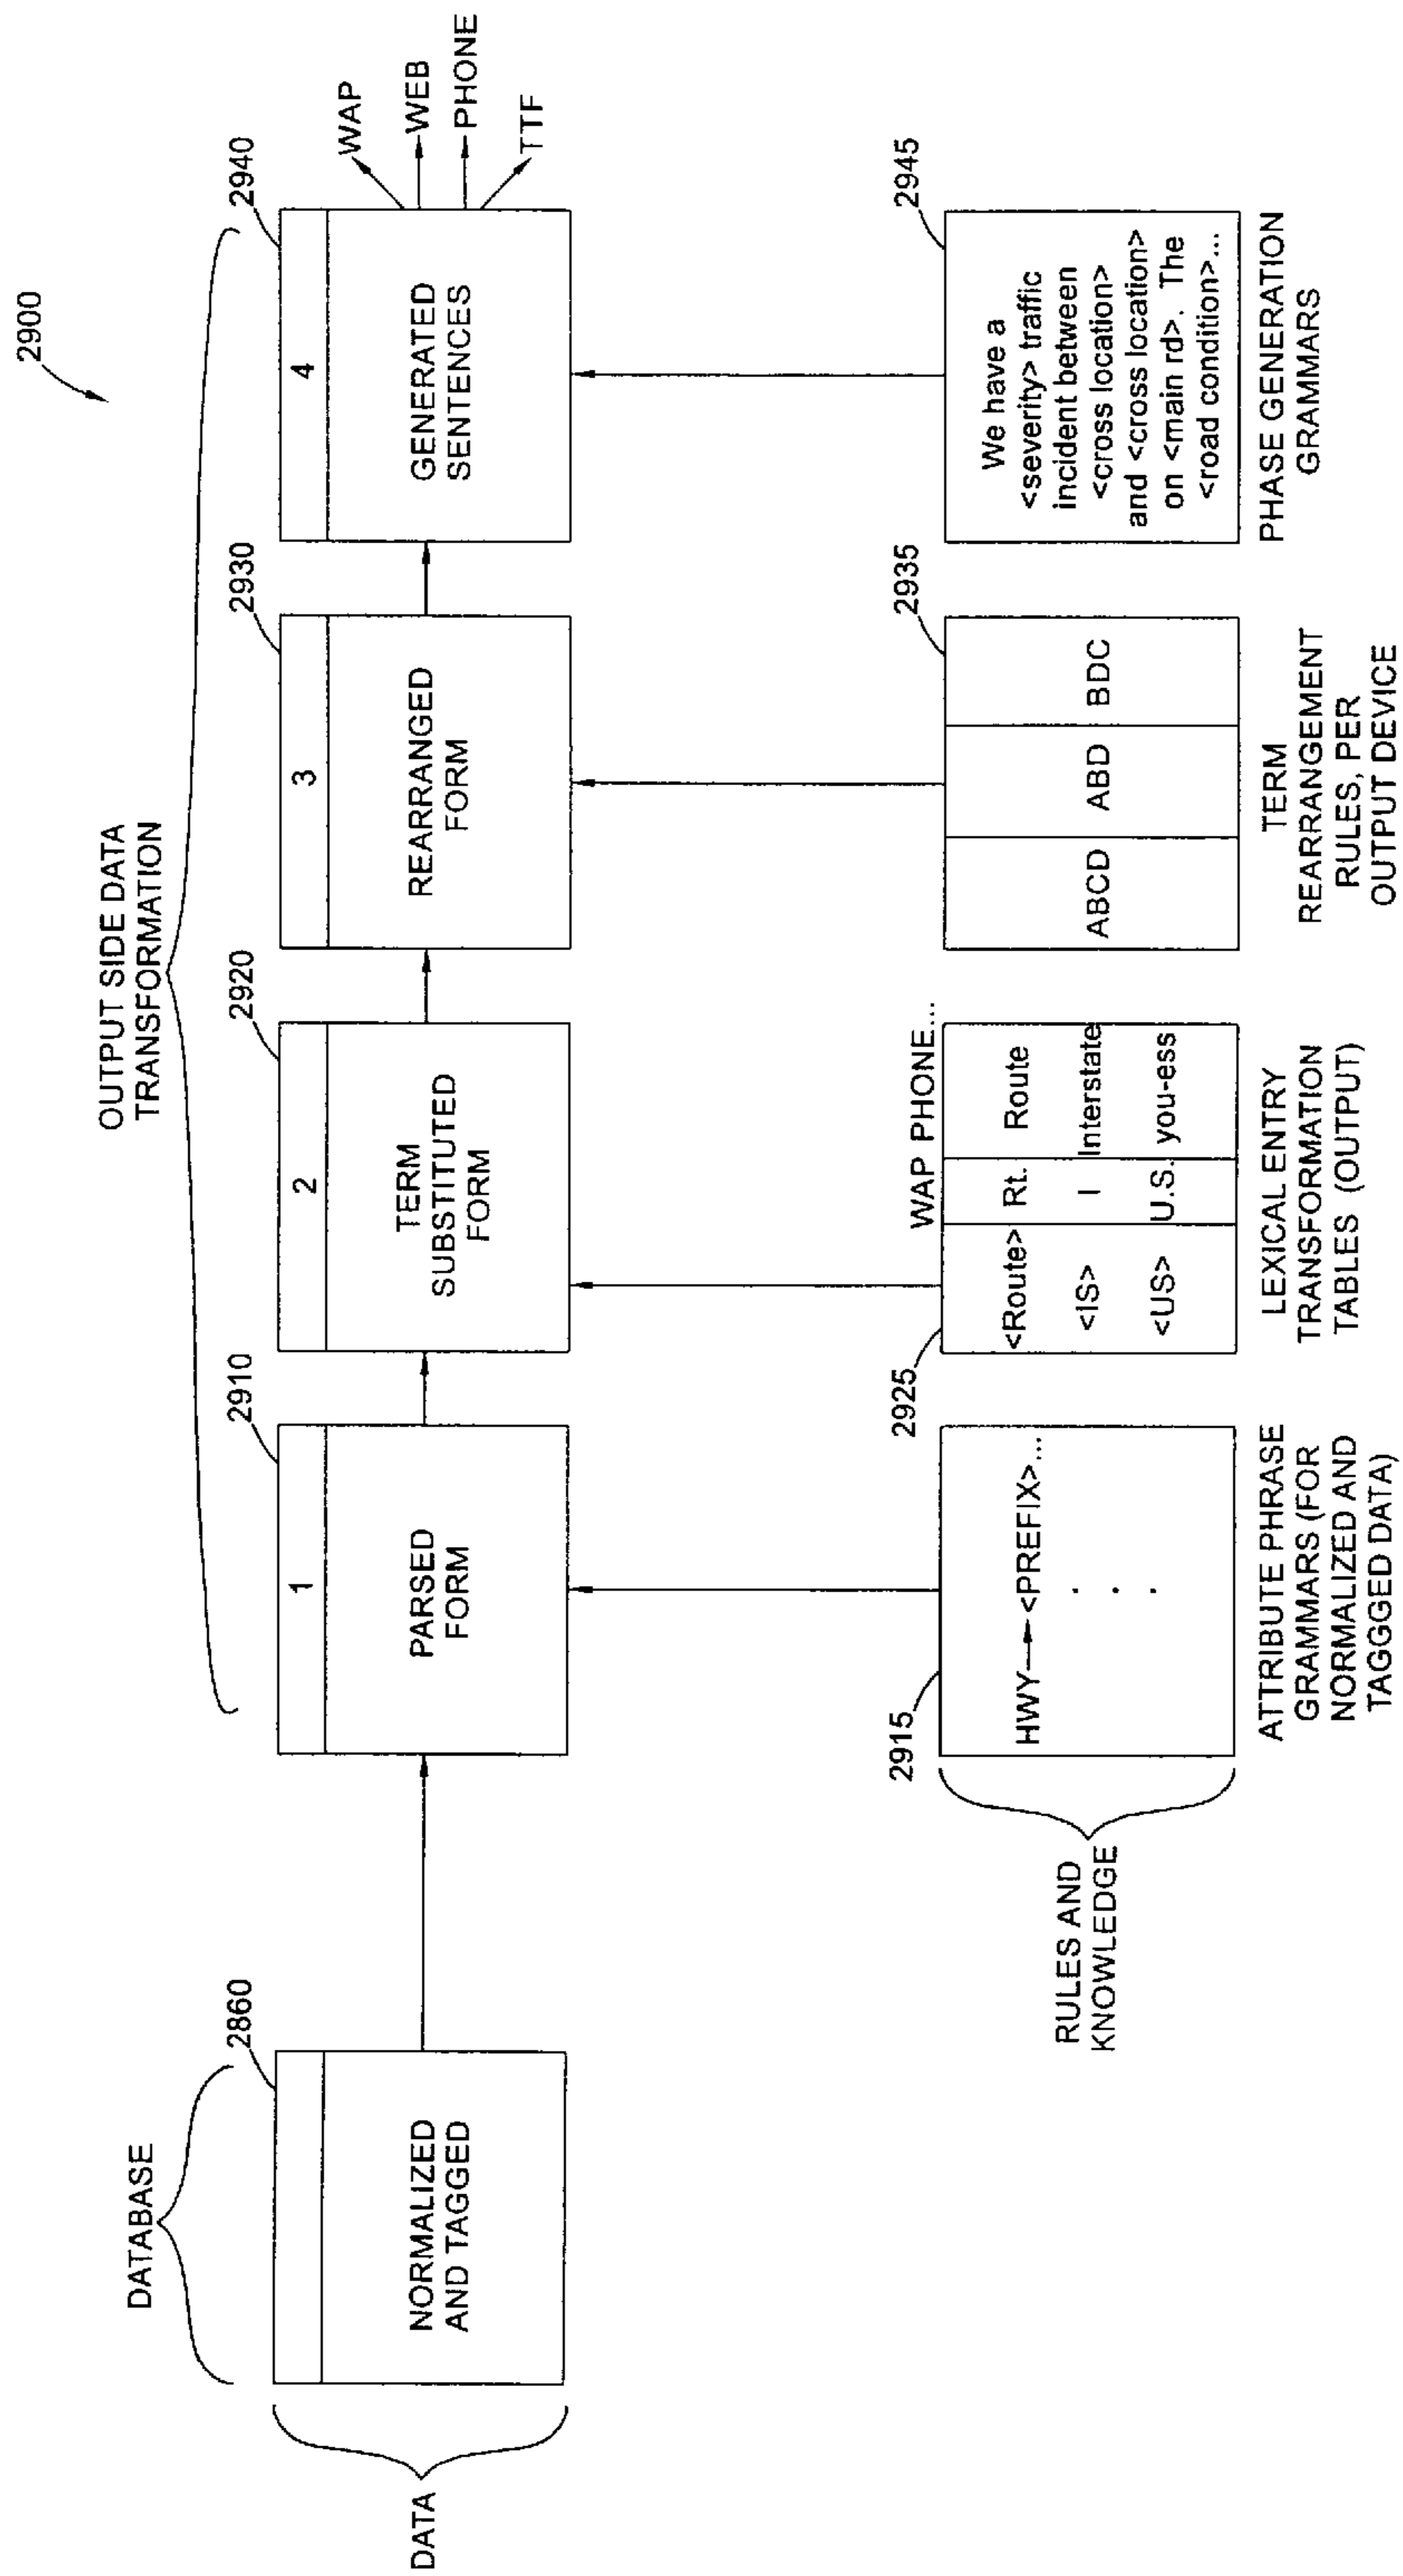 2900
OUTPUT SIDE DATA
TRANSFORMATION
DATABASE
2860
2910
2920
2930
2940
1
2
3
4
DATA
NORMALIZED
AND TAGGED
PARSED
FORM
TERM
SUBSTITUTED
FORM
REARRANGED
FORM
GENERATED
SENTENCES
WAP
WEB
PHONE
TTF
RULES AND
KNOWLEDGE
2915
HWY <PREFIX>...
ATTRIBUTE PHRASE
GRAMMARS (FOR
NORMALIZED AND
TAGGED DATA)
2925
WAP PHONE...
<Route> Rt. Route
<IS> I Interstate
<US> U.S. you-ess
LEXICAL ENTRY
TRANSFORMATION
TABLES (OUTPUT)
2935
ABCD ABD BDC
TERM
REARRANGEMENT
RULES, PER
OUTPUT DEVICE
2945
We have a
<severity> traffic
incident between
<cross location>
and <cross location>
on <main rd>. The
<road condition>...
PHASE GENERATION
GRAMMARS